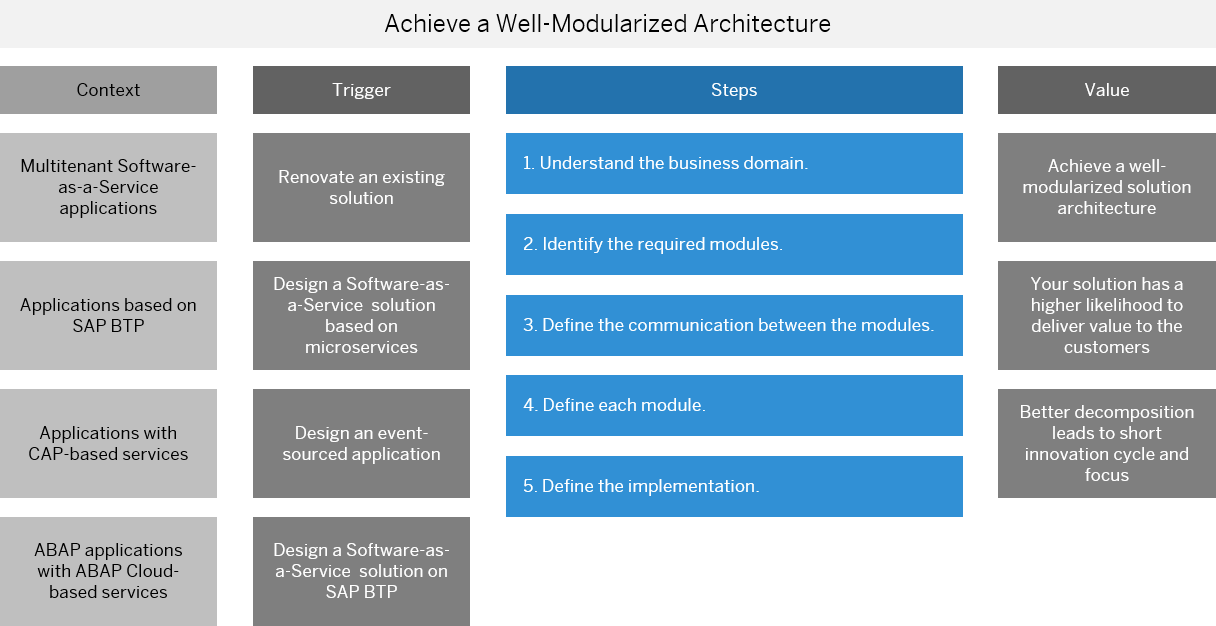 Achieve a Well-Modularized Architecture
Context
Multitenant Software-
as-a-Service
applications
Applications based on
SAP BTP
Applications with
CAP-based services
ABAP applications
with ABAP Cloud-
based services
Trigger
Renovate an existing
solution
Design a Software-as-
a-Service solution
based on
microservices
Design an event-
sourced application
Design a Software-as-
a-Service solution on
SAP BTP
Steps
1. Understand the business domain.
2. Identify the required modules.
3. Define the communication between the modules.
4. Define each module.
5. Define the implementation.
Value
Achieve a well-
modularized solution
architecture
Your solution has a
higher likelihood to
deliver value to the
customers
Better decomposition
leads to short
innovation cycle and
focus